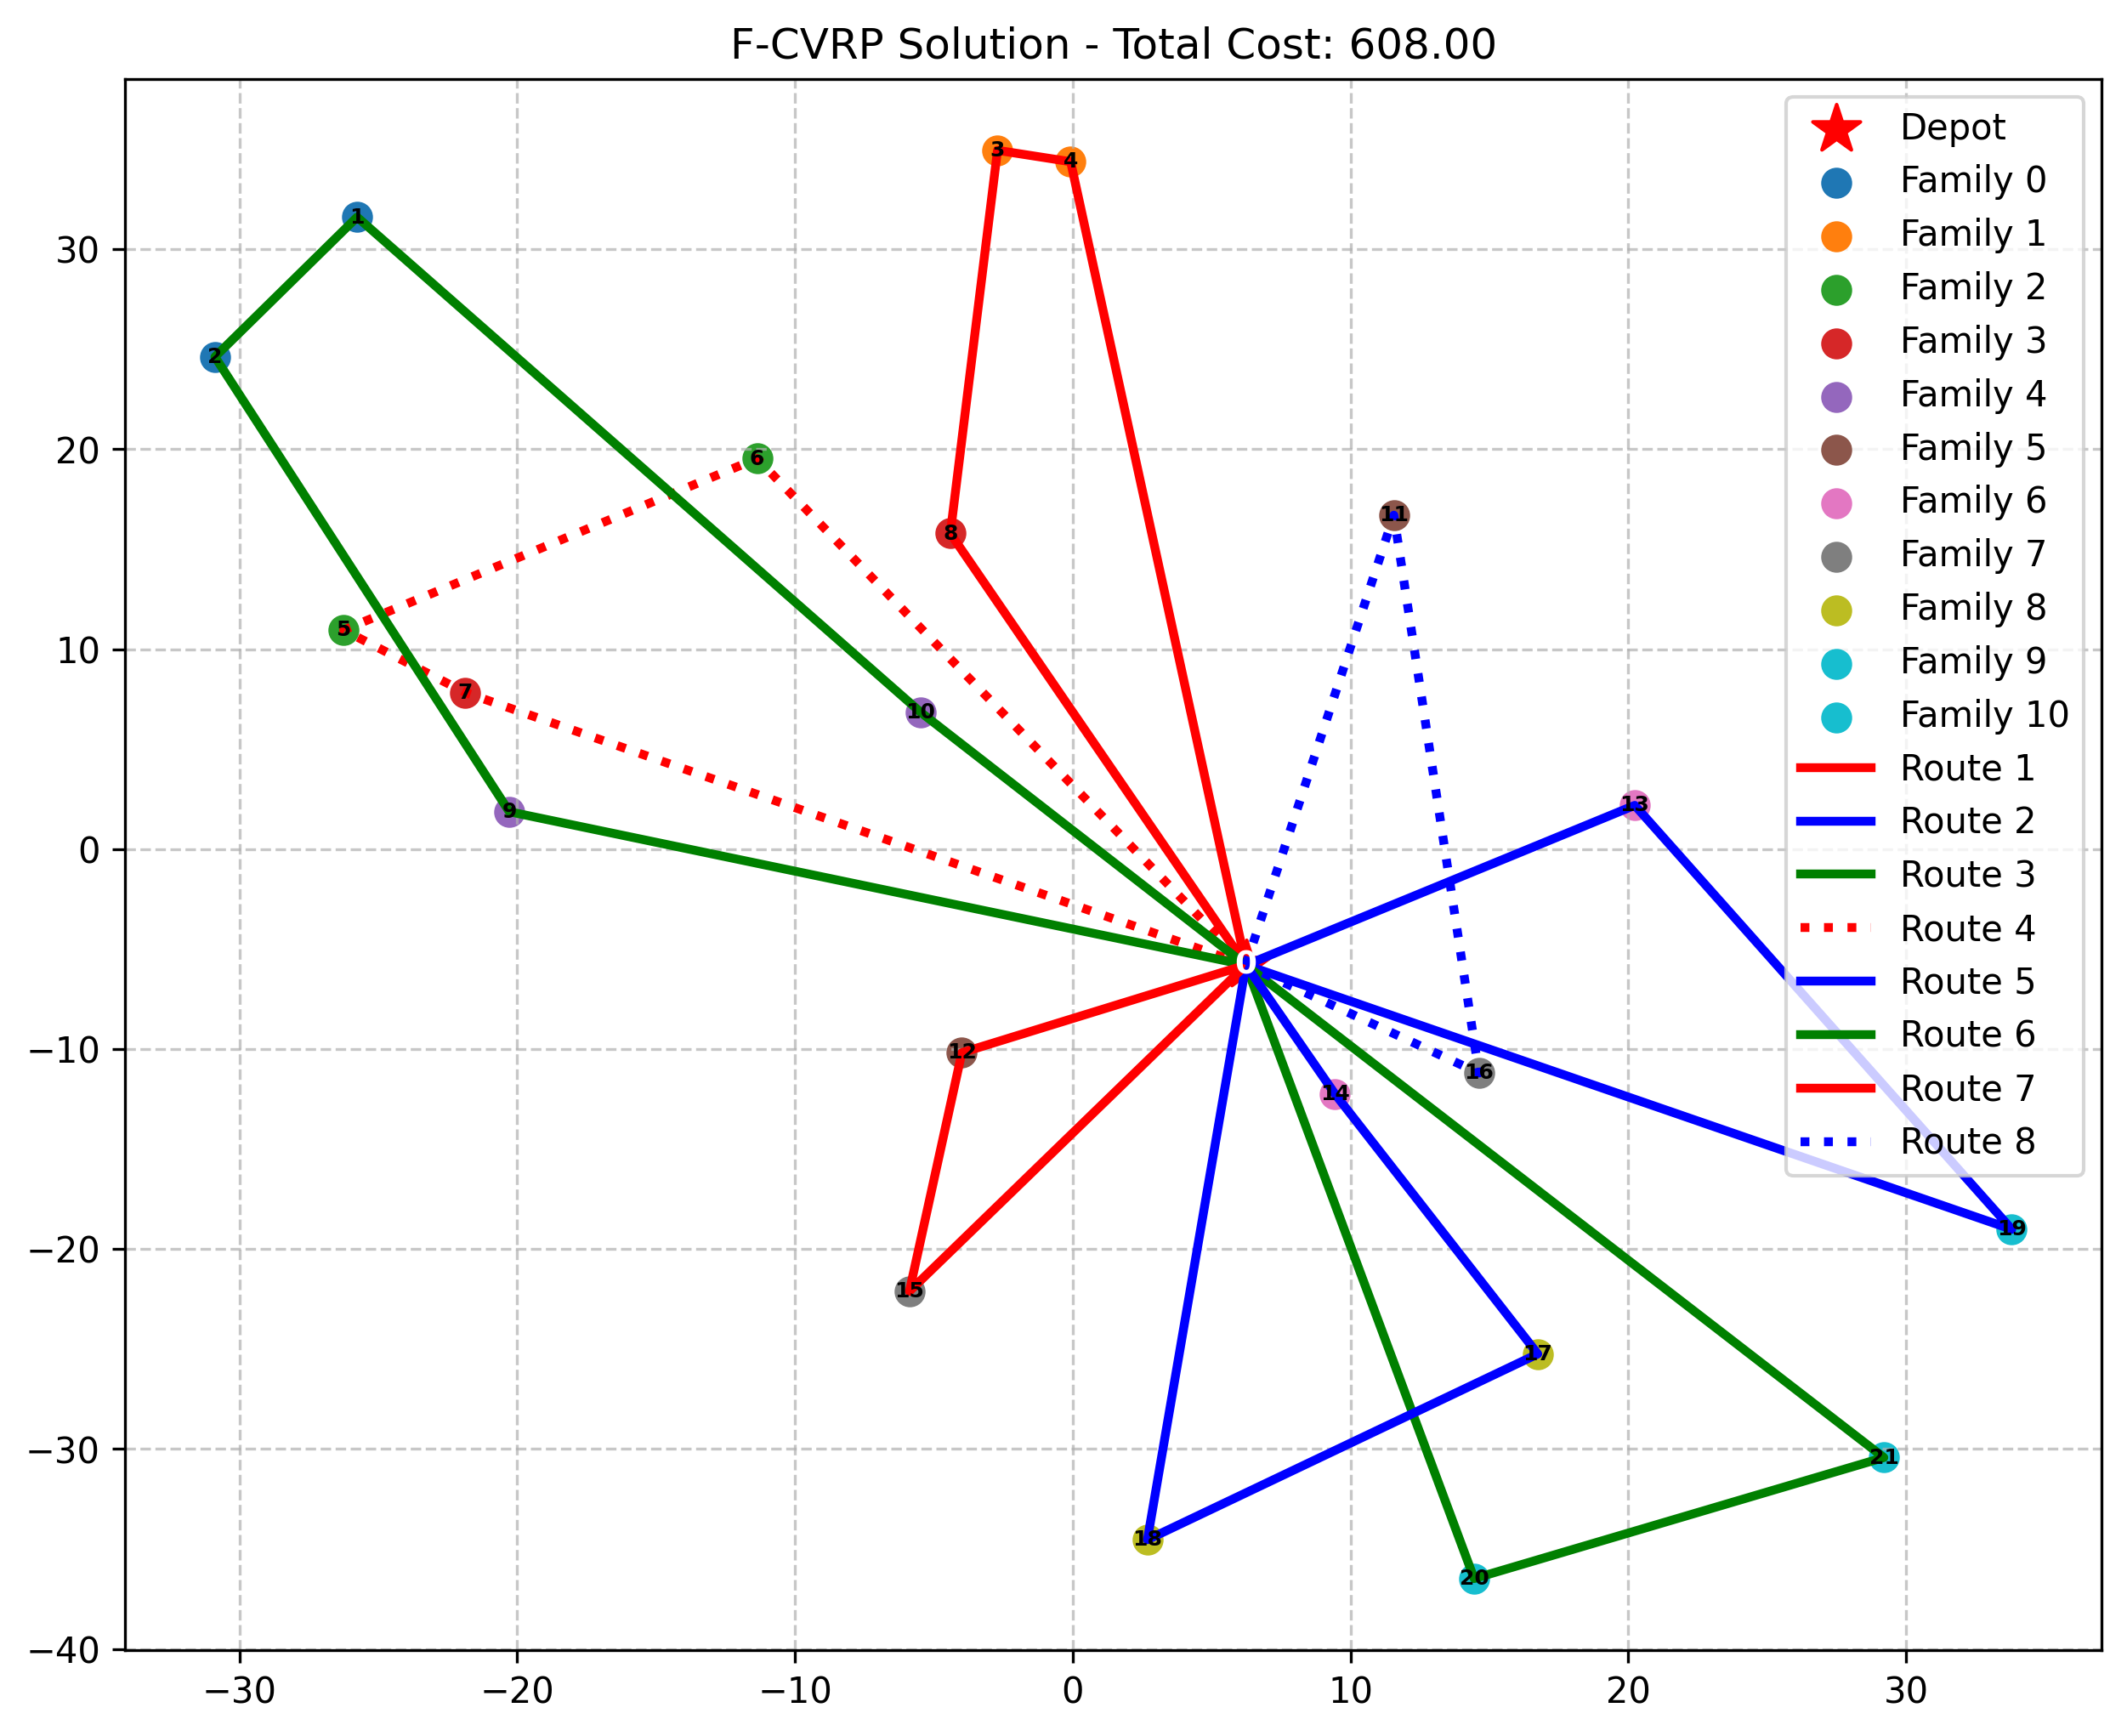 F-CVRP Solution - Total Cost: 608.00
Depot
Family 0
Family 1
Family 2
Family 3
Family 4
Family 5
Family 6
Family 7
Family 8
Family 9
Family 10
Route 1
Route 2
Route 3
Route 4
Route 5
Route 6
Route 7
Route 8
30
20
10
0
−10
−20
−30
−40
3
4
1
2
6
11
8
5
7
10
13
9
0
12
16
14
19
15
17
21
18
20
−30
−20
−10
0
10
20
30